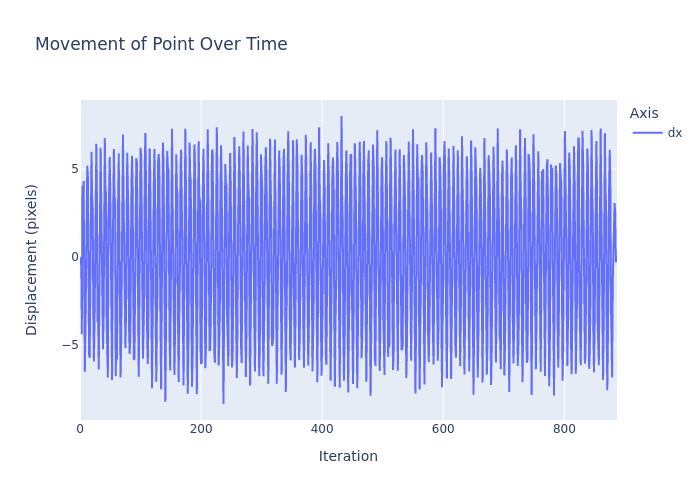 Movement of Point Over Time
Axis
dx
Displacement (pixels)
5
0
−5
0
200
400
600
800
Iteration